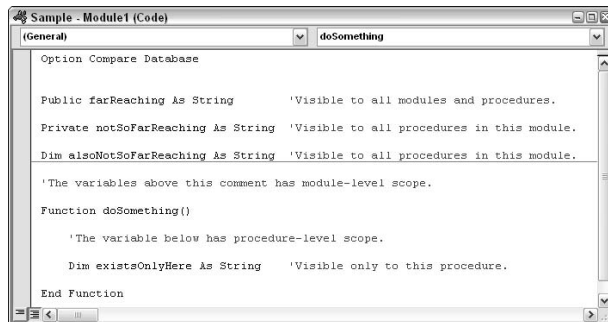 Sample - Module1 (Code)
(General) doSomething
Option Compare Database
Public farReaching As String 'Visible to all modules and procedures.
Private notSoFarReaching As String 'Visible to all procedures in this module.
Dim alsoNotSoFarReaching As String 'Visible to all procedures in this module.
'The variables above this comment has module-level scope.
Function doSomething()
'The variable below has procedure-level scope.
Dim existsOnlyHere As String 'Visible only to this procedure.
End Function